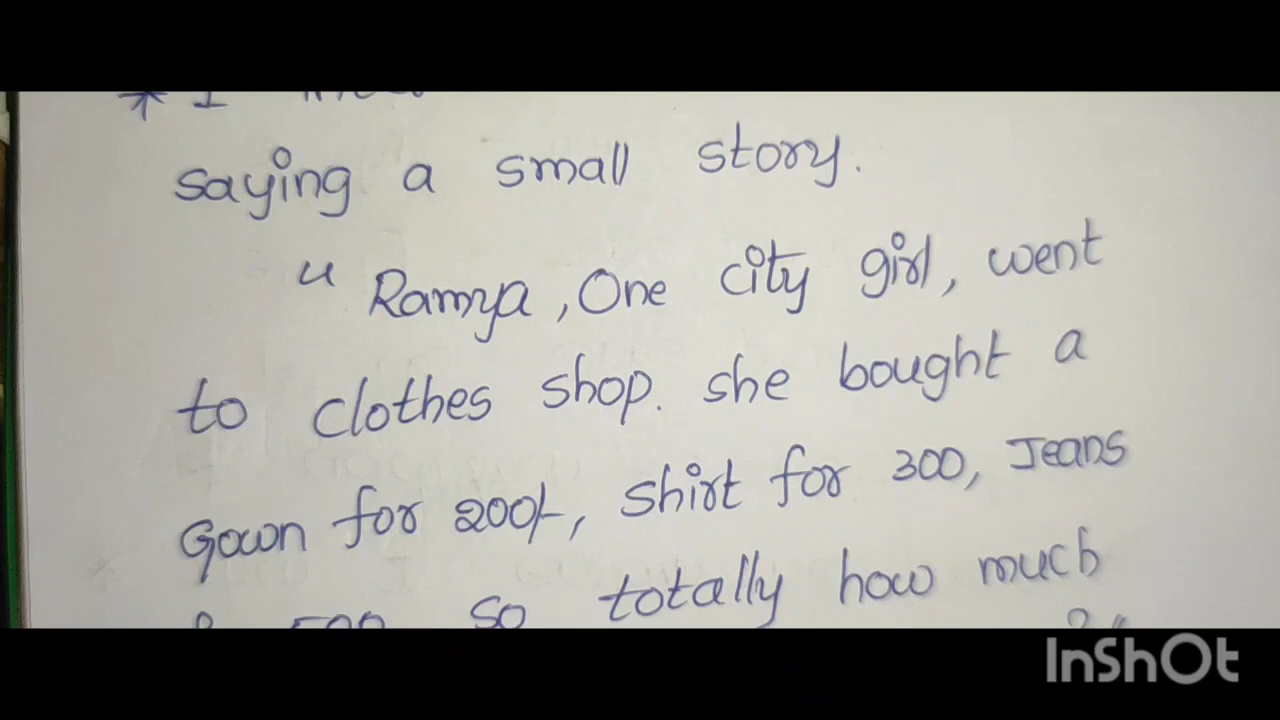 saying a small story.
" Ramya, One city girl, went
to clothes shop. she bought a
Gown for 200/-, shirt for 300, Jeans
500 so totally how much
InShOt